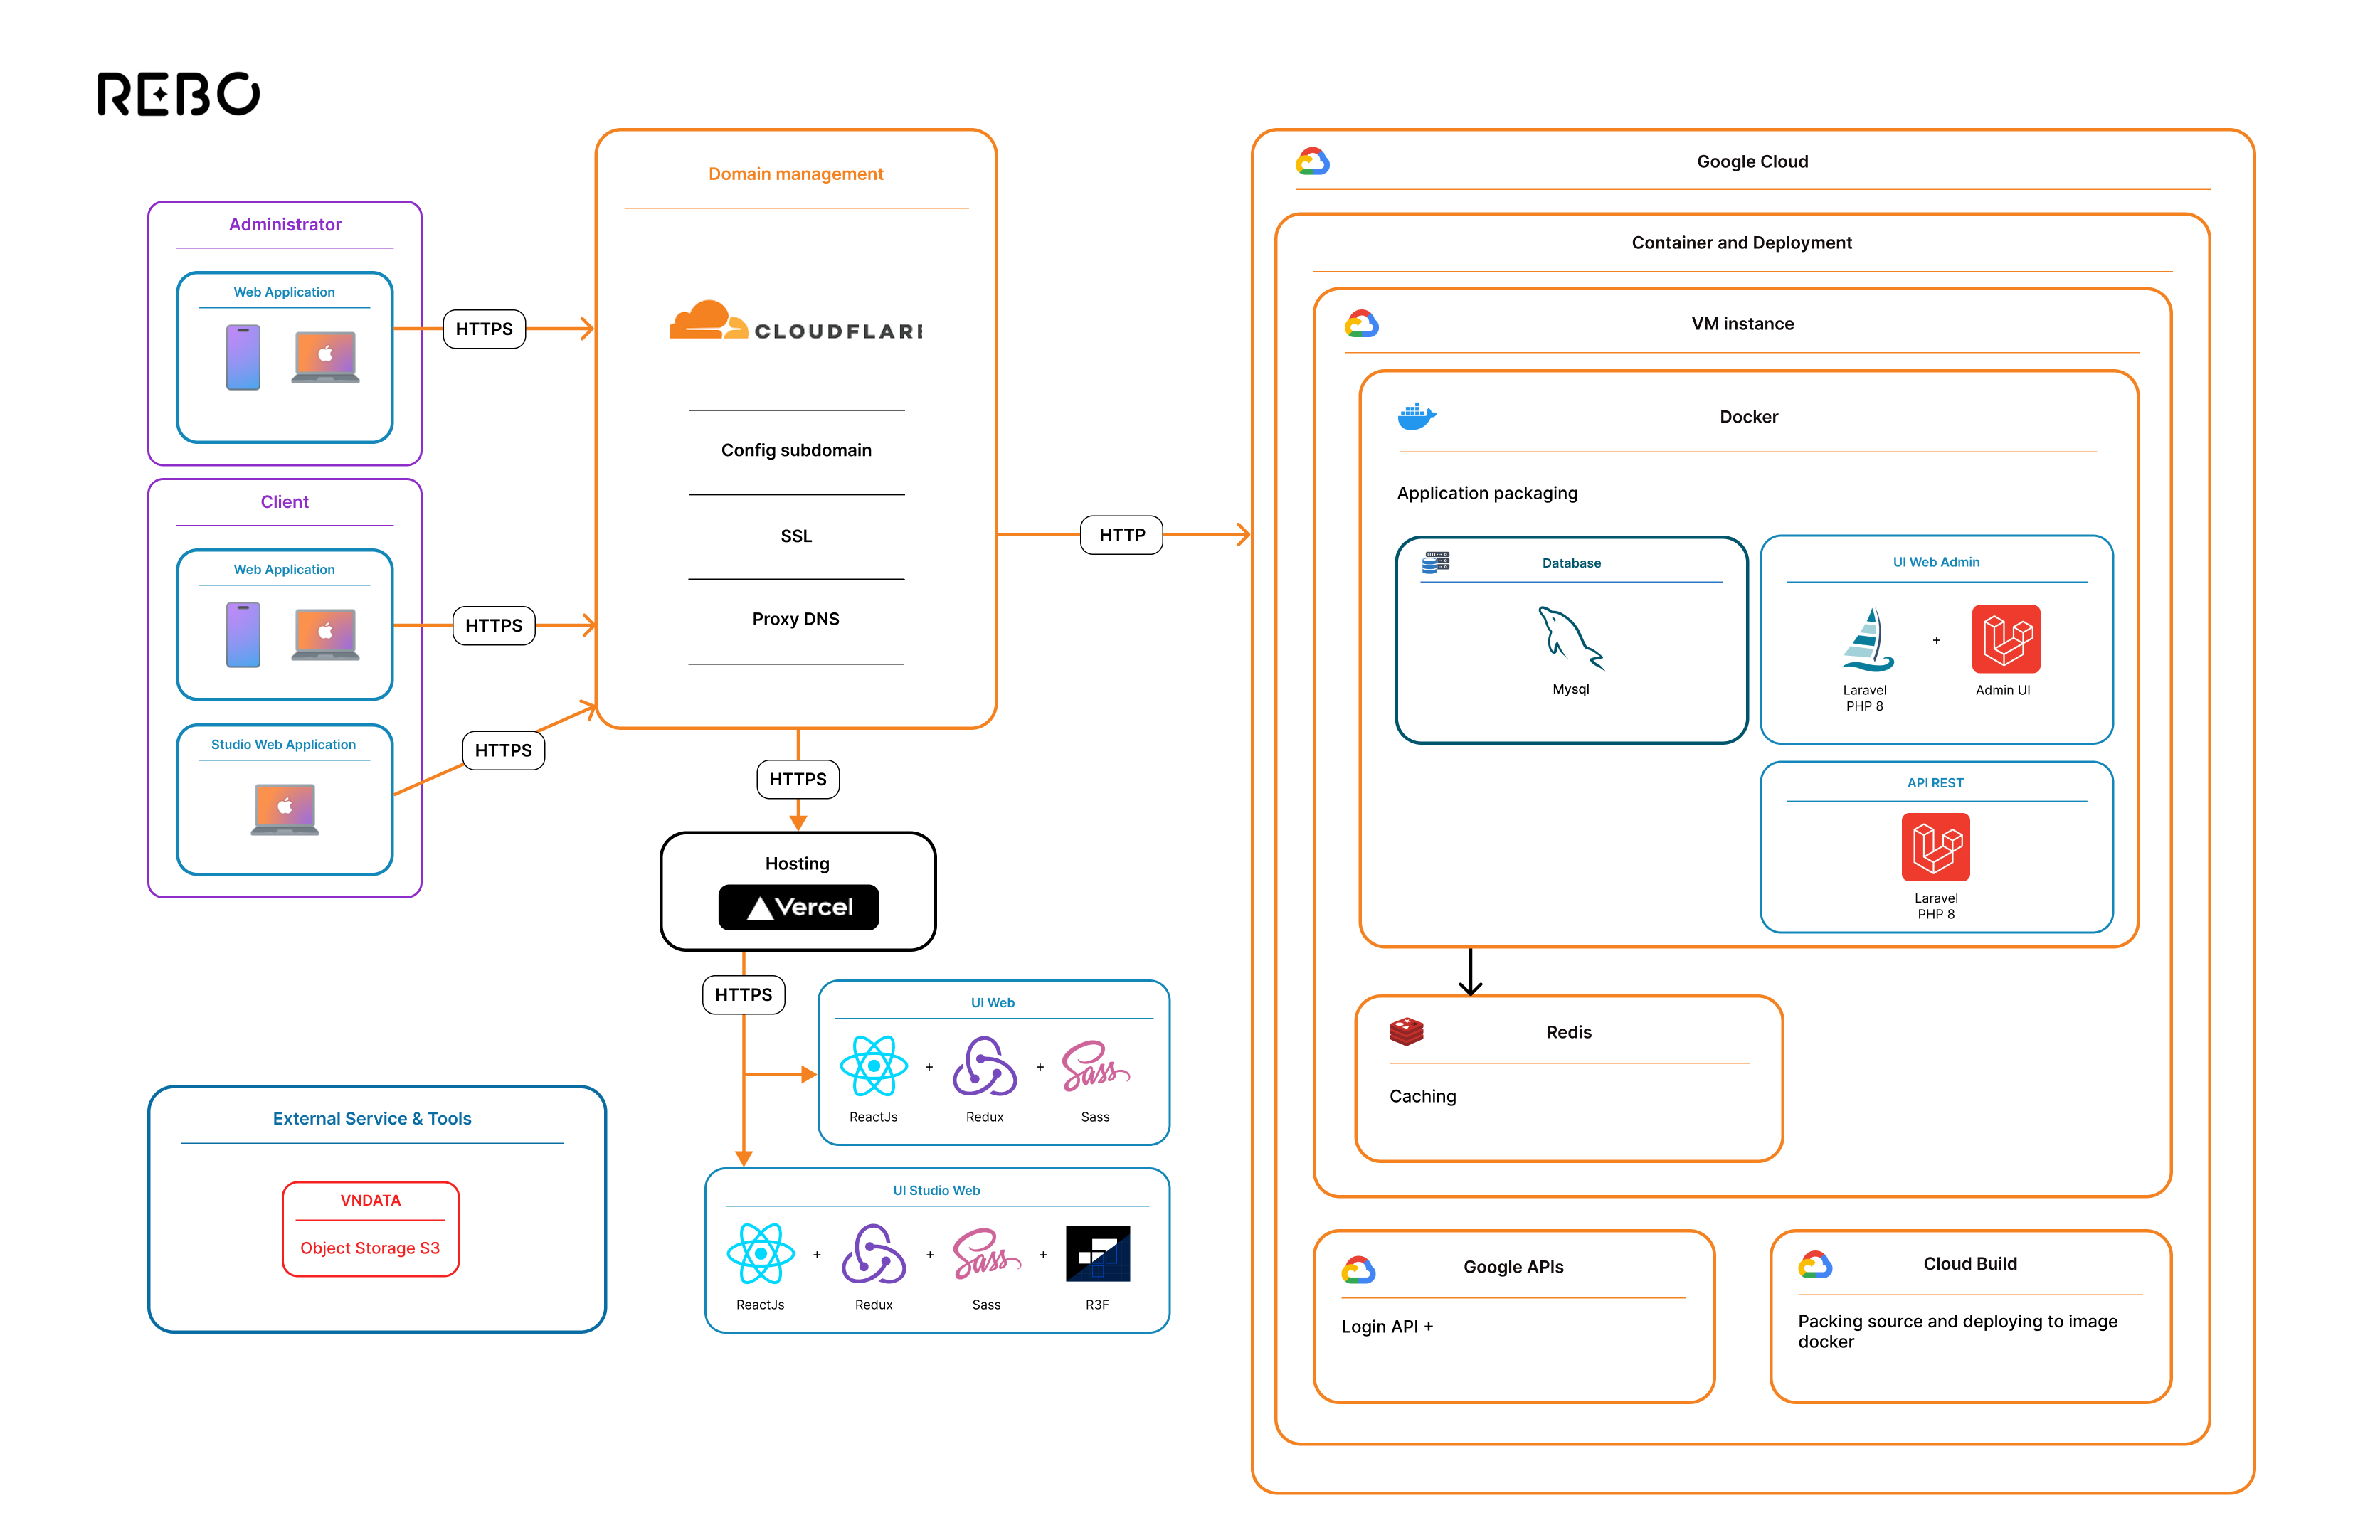 REBO
Administrator
Web Application
HTTPS
Client
Web Application
HTTPS
Studio Web Application
HTTPS
Domain management
CLOUDFLAR
Config subdomain
SSL
Proxy DNS
HTTP
HTTPS
Hosting
Vercel
HTTPS
UI Web
+
+
ReactJs
Redux
Sass
UI Studio Web
+
+
+
ReactJs
Redux
Sass
R3F
External Service & Tools
VNDATA
Object Storage S3
Google Cloud
Container and Deployment
VM instance
Docker
Application packaging
Database
Mysql
UI Web Admin
+
Laravel
PHP 8
Admin UI
API REST
Laravel
PHP 8
Redis
Caching
Google APIs
Login API +
Cloud Build
Packing source and deploying to image
docker